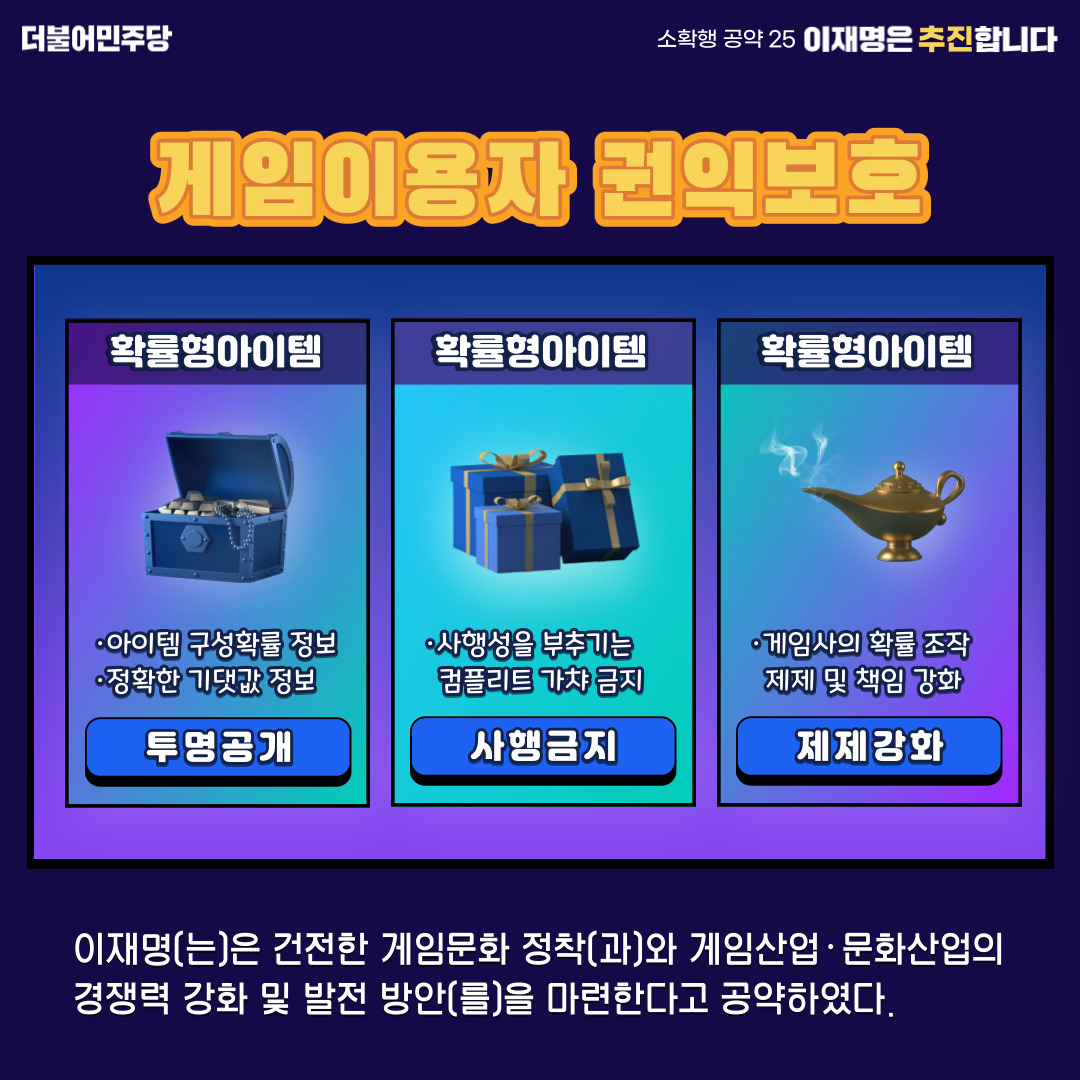 더불어민주당
소확행 공약 25 이재명은 추진합니다
게임이용자 권익보호
확률형아이템
·아이템 구성확률 정보
·정확한 기댓값 정보
투명공개
확률형아이템
·사행성을 부추기는
컴플리트 가챠 금지
사행금지
확률형아이템
·게임사의 확률 조작
제제 및 책임 강화
제제강화
이재명(는)은 건전한 게임문화 정착(과)와 게임산업·문화산업의
경쟁력 강화 및 발전 방안(를)을 마련한다고 공약하였다.